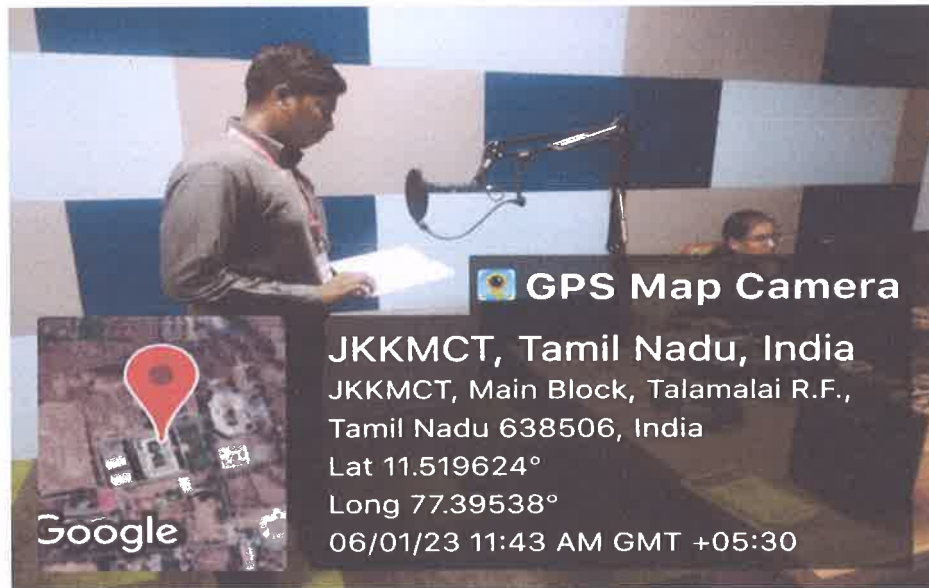 GPS Map Camera
JKKMCT, Tamil Nadu, India
JKKMCT, Main Block, Talamalai R.F.,
Tamil Nadu 638506, India
Lat 11.519624°
Long 77.39538°
06/01/23 11:43 AM GMT +05:30
Google